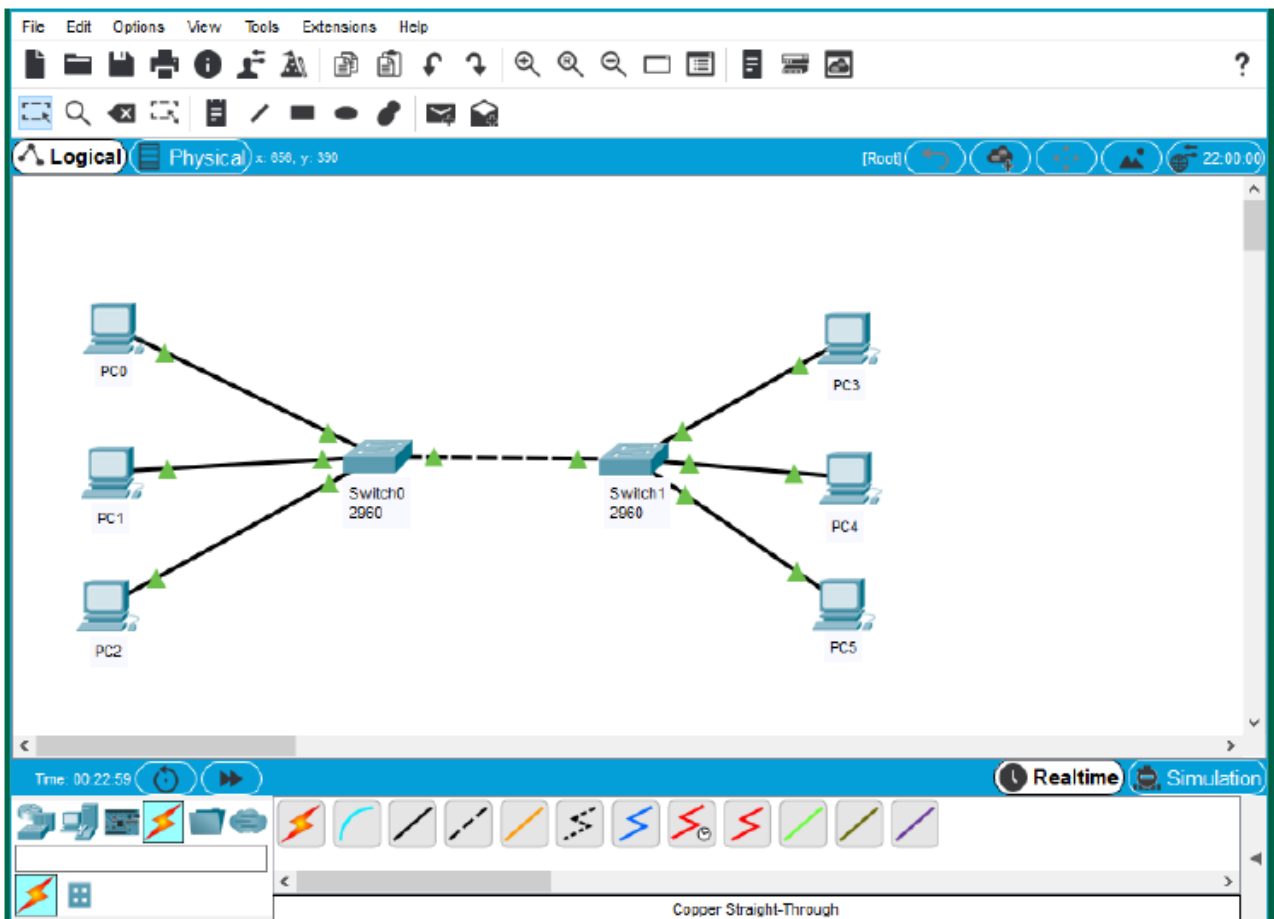 File Edit Options View Tools Extensions Help
?
Logical Physical x: 656, y: 390 [Root] 22:00:00
PC0
PC3
PC1
Switch0
2960
Switch1
2960
PC4
PC2
PC5
Time: 00:22:59 Realtime Simulation
Copper Straight-Through